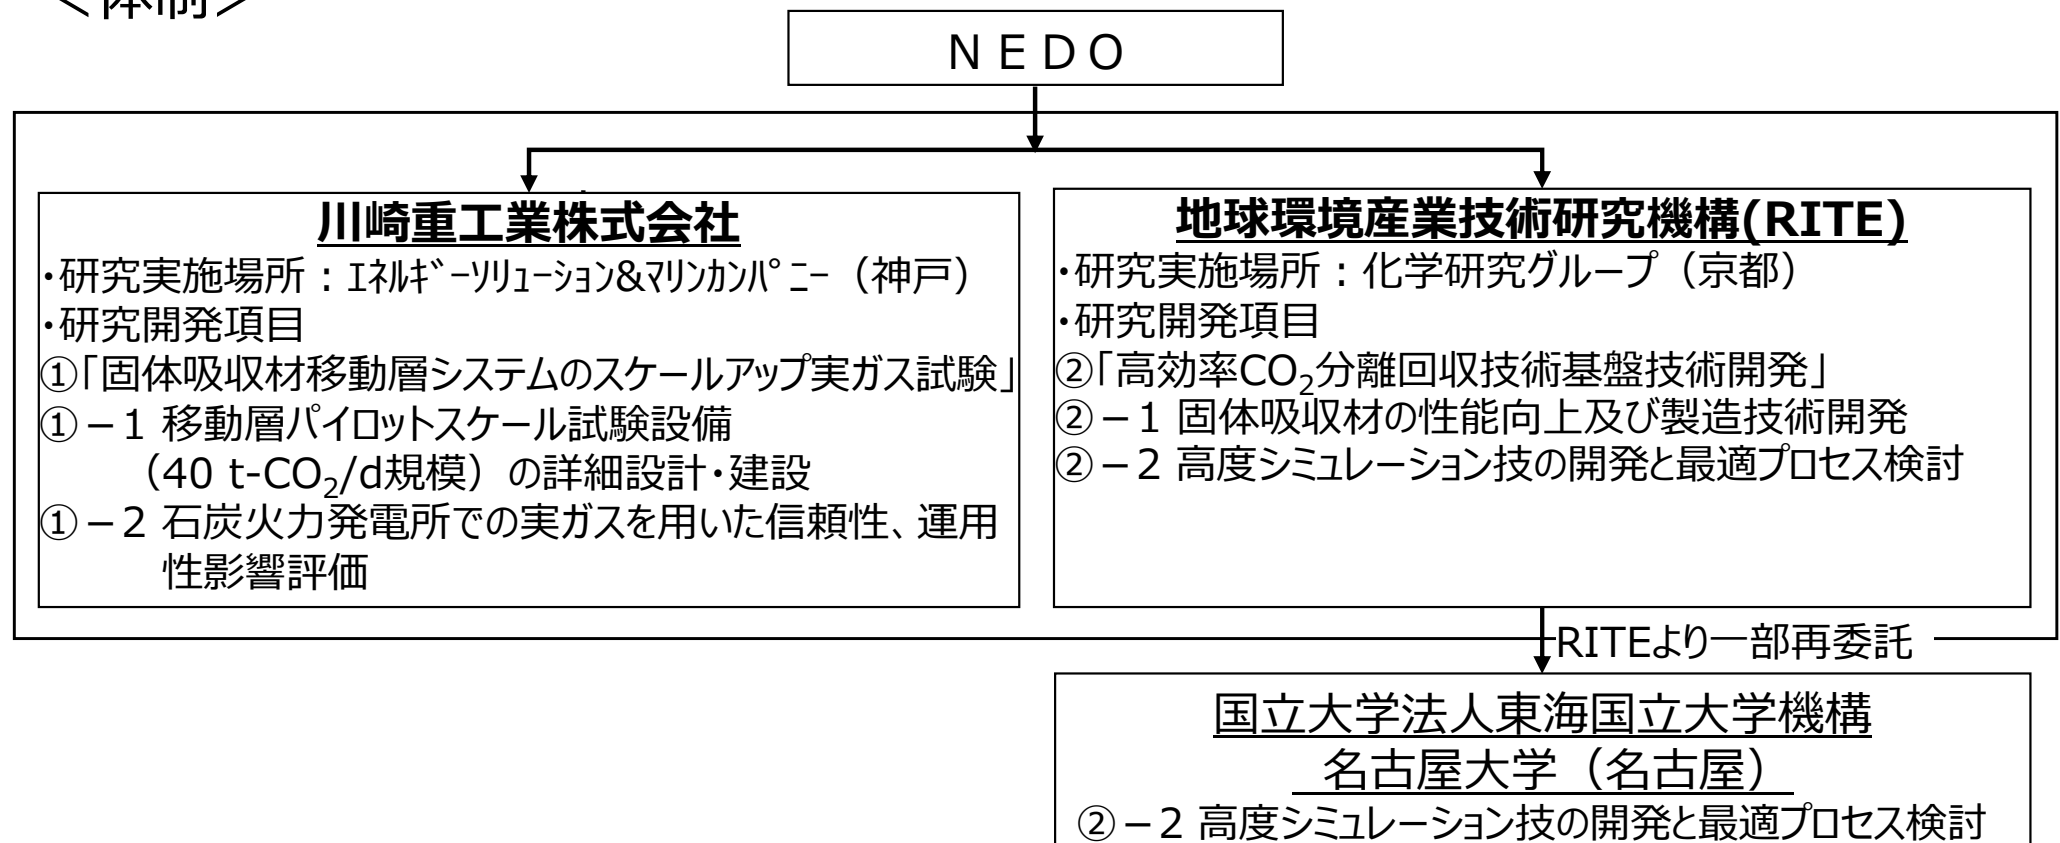 ＜体制＞
ＮＥＤＯ
川崎重工業株式会社
・研究実施場所：ｴﾈﾙｷﾞｰｿﾘｭｰｼｮﾝ&ﾏﾘﾝｶﾝﾊﾟﾆｰ（神戸）
・研究開発項目
①「固体吸収材移動層システムのスケールアップ実ガス試験」
①－1 移動層パイロットスケール試験設備
（40 t-CO₂/d規模）の詳細設計・建設
①－2 石炭火力発電所での実ガスを用いた信頼性、運用
性影響評価
地球環境産業技術研究機構(RITE)
・研究実施場所：化学研究グループ（京都）
・研究開発項目
②「高効率CO₂分離回収技術基盤技術開発」
②－1 固体吸収材の性能向上及び製造技術開発
②－2 高度シミュレーション技の開発と最適プロセス検討
RITEより一部再委託
国立大学法人東海国立大学機構
名古屋大学（名古屋）
②－2 高度シミュレーション技の開発と最適プロセス検討